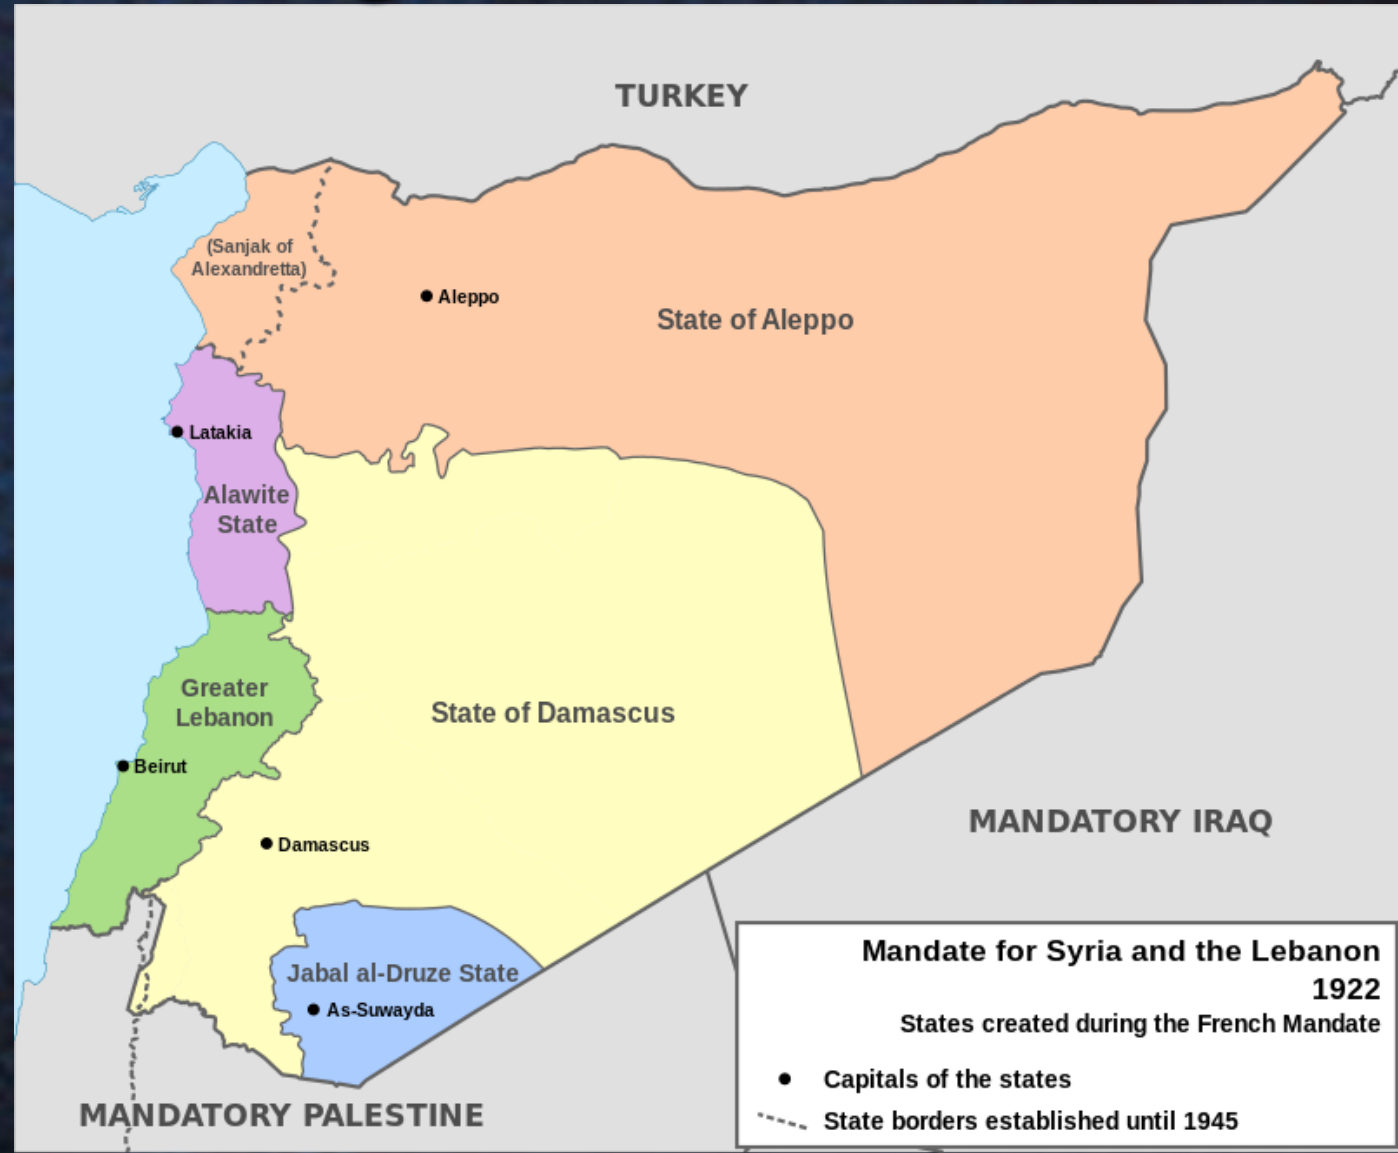 TURKEY
(Sanjak of
Alexandretta)
Aleppo
State of Aleppo
Latakia
Alawite
State
Greater
Lebanon
State of Damascus
Beirut
MANDATORY IRAQ
Damascus
Jabal al-Druze State
As-Suwayda
MANDATORY PALESTINE
Mandate for Syria and the Lebanon
1922
States created during the French Mandate
Capitals of the states
State borders established until 1945